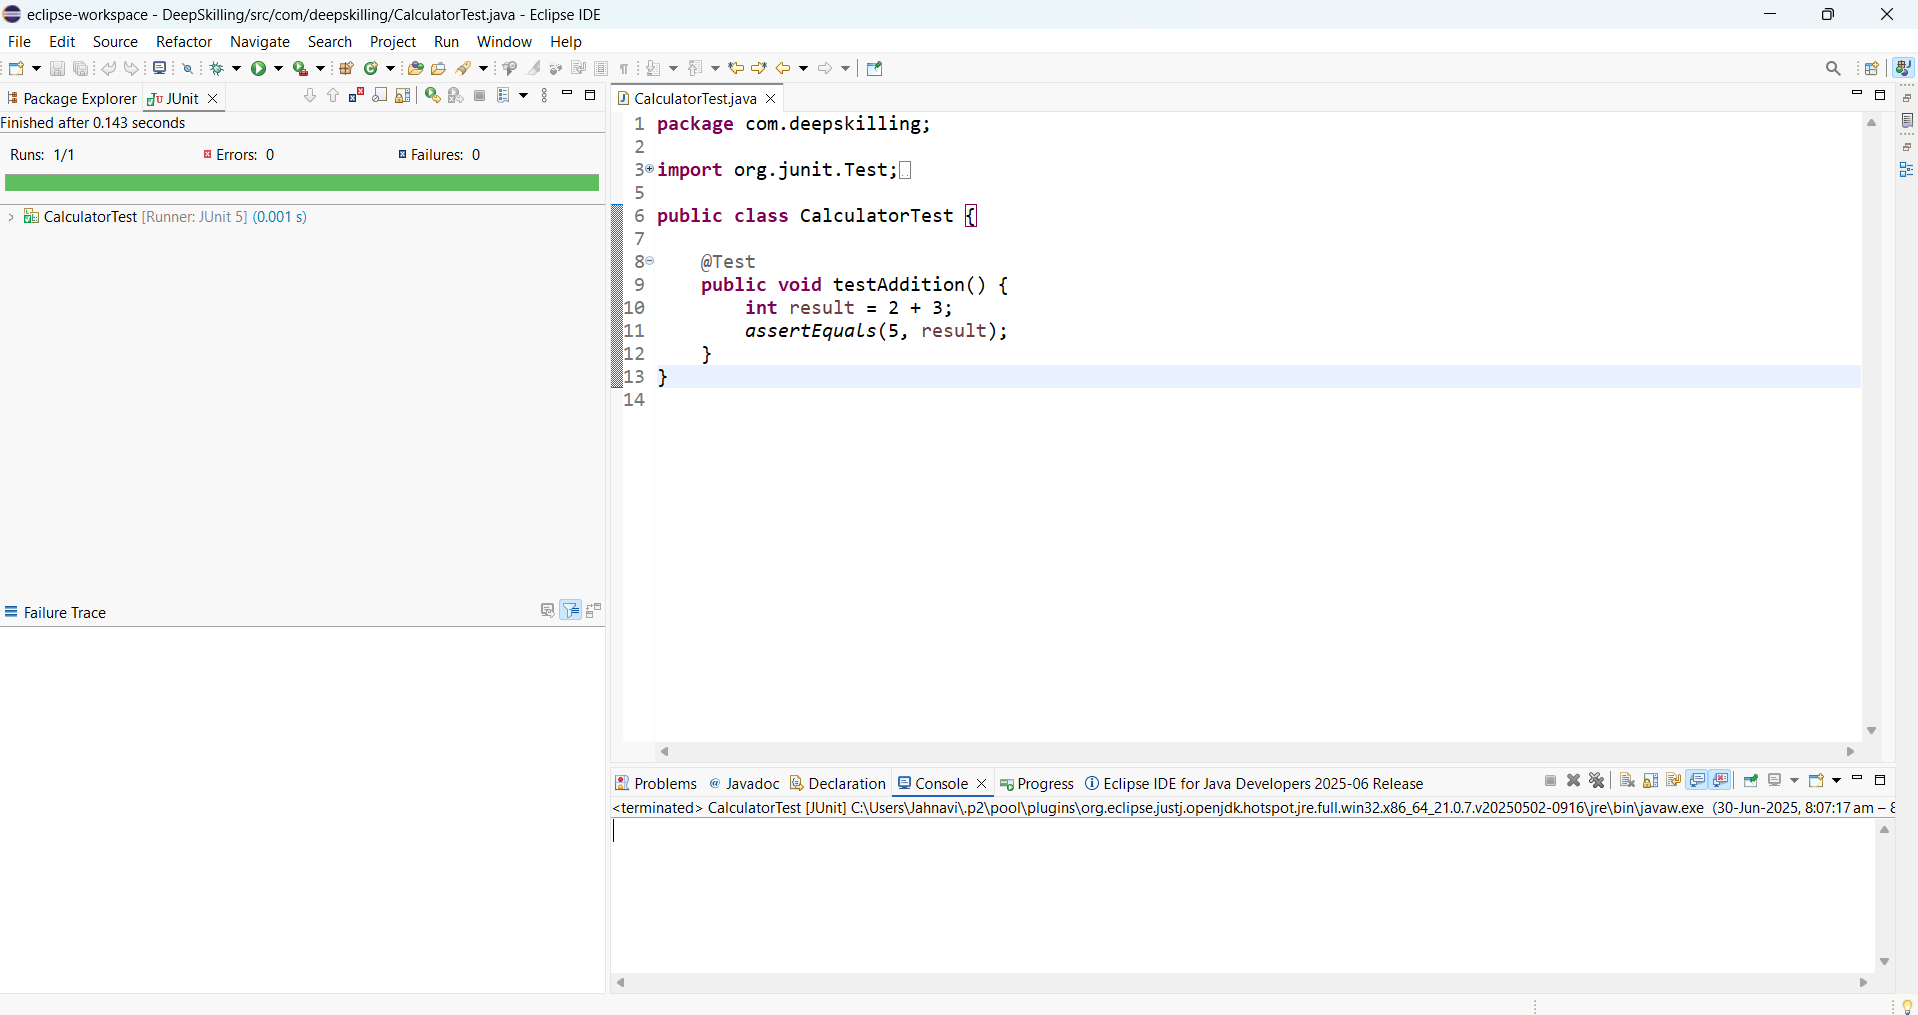 eclipse-workspace - DeepSkilling/src/com/deepskilling/CalculatorTest.java - Eclipse IDE
File Edit Source Refactor Navigate Search Project Run Window Help
Package Explorer JUnit
Finished after 0.143 seconds
Runs: 1/1 Errors: 0 Failures: 0
CalculatorTest [Runner: JUnit 5] (0.001 s)
Failure Trace
CalculatorTest.java
1 package com.deepskilling;
2
3 import org.junit.Test;
5
6 public class CalculatorTest {
7
8 @Test
9 public void testAddition() {
10 int result = 2 + 3;
11 assertEquals(5, result);
12 }
13 }
14
Problems @ Javadoc Declaration Console Progress Eclipse IDE for Java Developers 2025-06 Release
<terminated> CalculatorTest [JUnit] C:\Users\Jahnavi\.p2\pool\plugins\org.eclipse.justj.openjdk.hotspot.jre.full.win32.x86_64_21.0.7.v20250502-0916\jre\bin\javaw.exe (30-Jun-2025, 8:07:17 am –